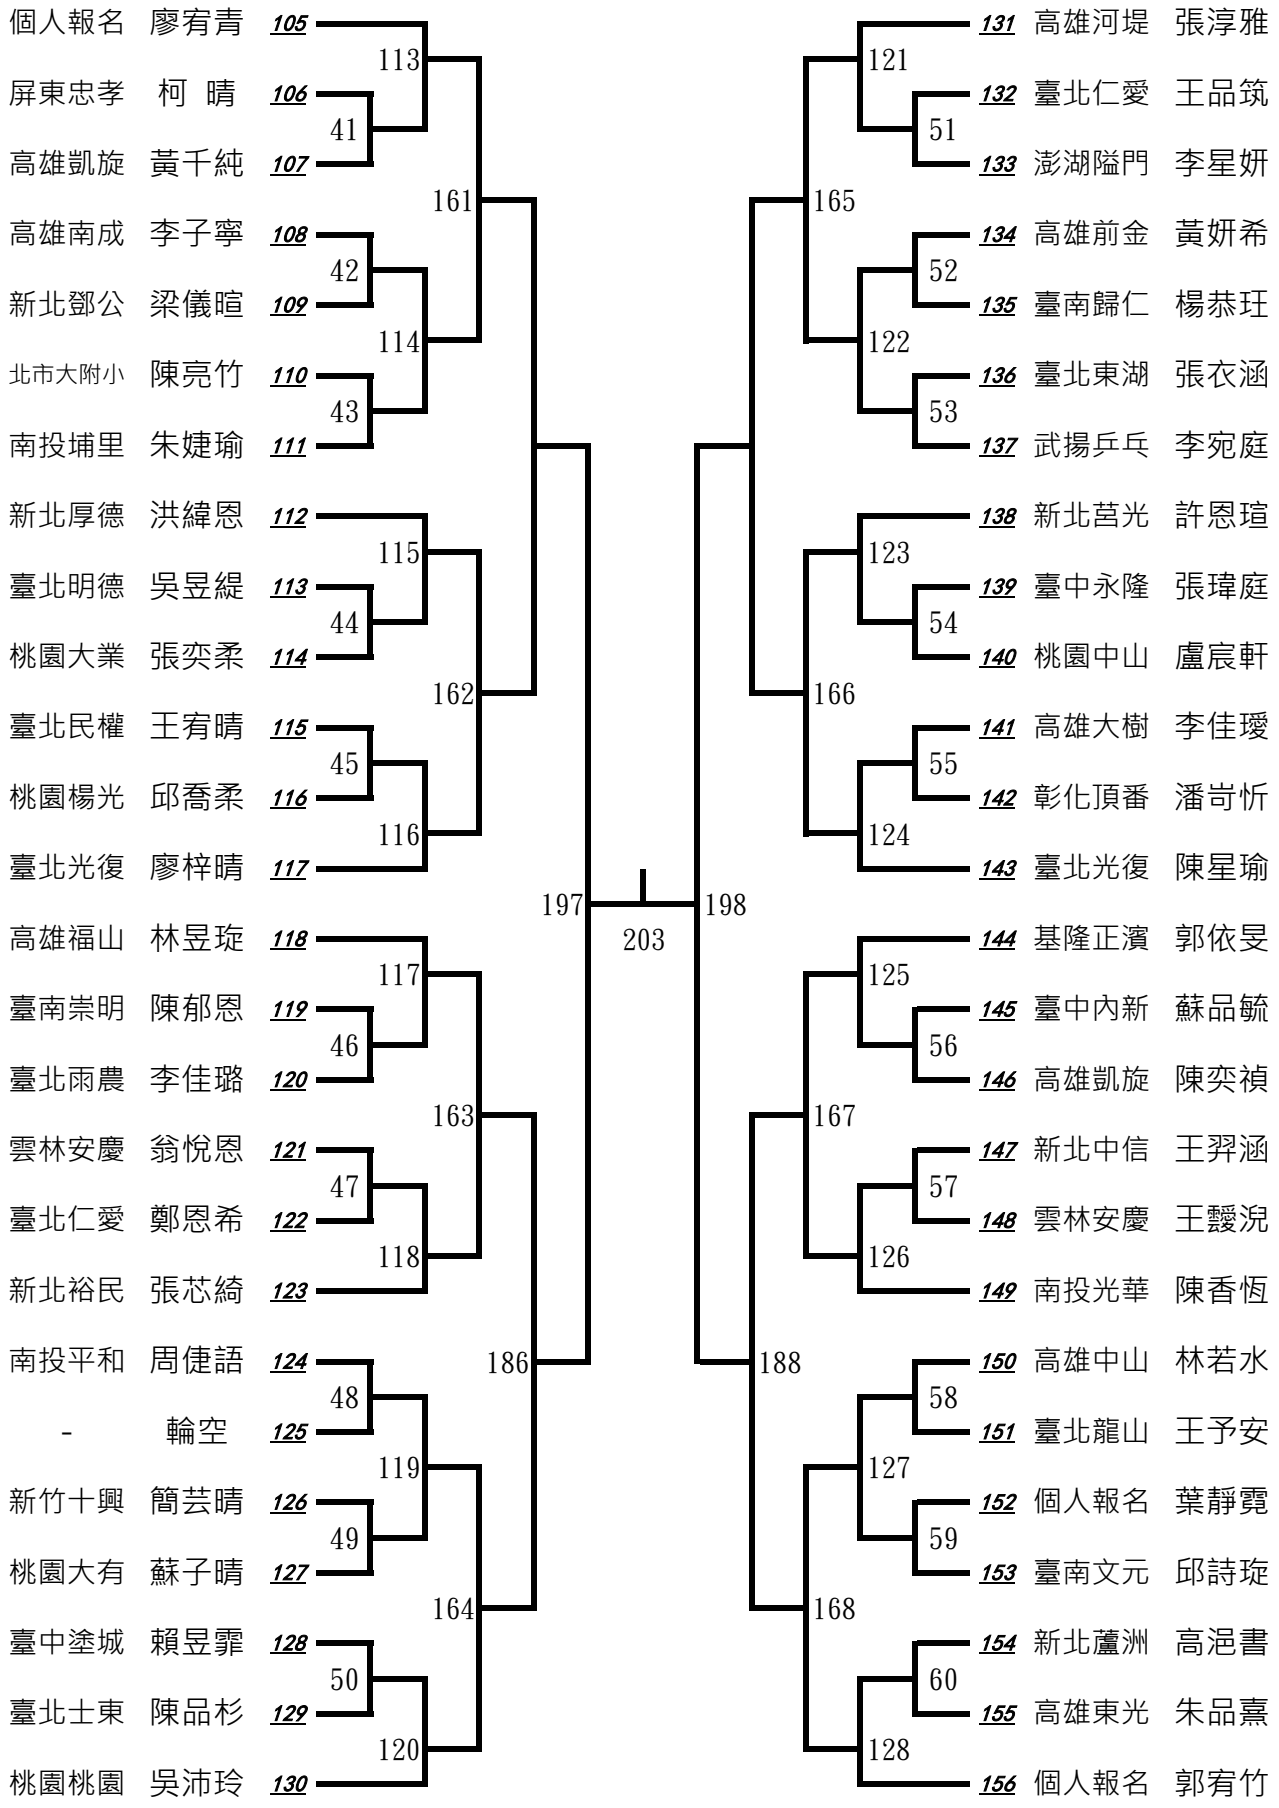 個人報名 廖宥青 105
113
屏東忠孝 柯 晴 106
41
高雄凱旋 黃千純 107
161
高雄南成 李子寧 108
42
新北鄧公 梁儀暄 109
114
北市大附小 陳亮竹 110
43
南投埔里 朱婕瑜 111
新北厚德 洪緯恩 112
115
臺北明德 吳昱緹 113
44
桃園大業 張奕柔 114
162
臺北民權 王宥晴 115
45
桃園楊光 邱喬柔 116
116
臺北光復 廖梓晴 117
197
高雄福山 林昱琁 118
117
臺南崇明 陳郁恩 119
46
臺北雨農 李佳璐 120
163
雲林安慶 翁悅恩 121
47
臺北仁愛 鄭恩希 122
118
新北裕民 張芯綺 123
186
南投平和 周倢語 124
48
- 輪空 125
119
新竹十興 簡芸晴 126
49
桃園大有 蘇子晴 127
164
臺中塗城 賴昱霏 128
50
臺北士東 陳品杉 129
120
桃園桃園 吳沛玲 130
203
131 高雄河堤 張淳雅
121
132 臺北仁愛 王品筑
51
133 澎湖隘門 李星妍
165
134 高雄前金 黃妍希
52
135 臺南歸仁 楊恭玨
122
136 臺北東湖 張衣涵
53
137 武揚乒乓 李宛庭
138 新北莒光 許恩瑄
123
139 臺中永隆 張瑋庭
54
140 桃園中山 盧宸軒
166
141 高雄大樹 李佳璦
55
142 彰化頂番 潘岢忻
124
143 臺北光復 陳星瑜
198
144 基隆正濱 郭依旻
125
145 臺中內新 蘇品毓
56
146 高雄凱旋 陳奕禎
167
147 新北中信 王羿涵
57
148 雲林安慶 王靉涗
126
149 南投光華 陳香恆
188
150 高雄中山 林若水
58
151 臺北龍山 王予安
127
152 個人報名 葉靜霓
59
153 臺南文元 邱詩琁
168
154 新北蘆洲 高浥書
60
155 高雄東光 朱品熹
128
156 個人報名 郭宥竹